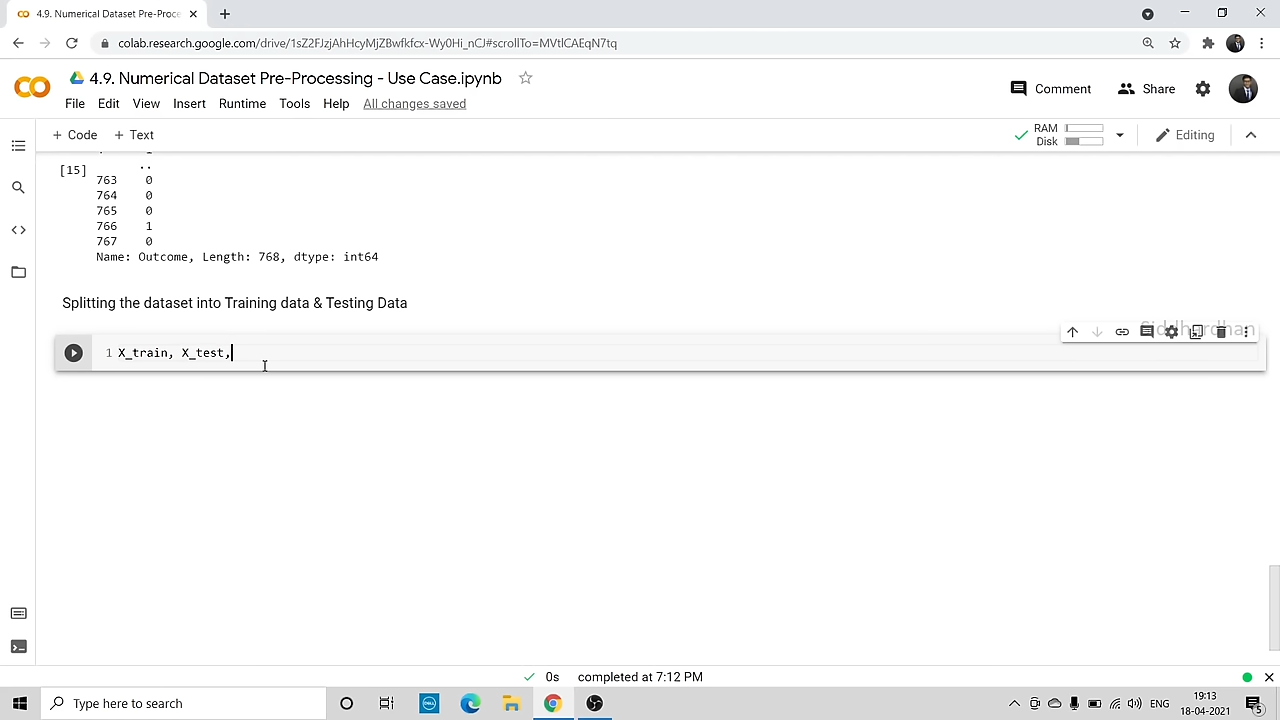 4.9. Numerical Dataset Pre-Proce
colab.research.google.com/drive/1sZ2FJzjAhHcyMjZBwfkfcx-Wy0Hi_nCJ#scrollTo=MVtlCAEqN7tq
4.9. Numerical Dataset Pre-Processing - Use Case.ipynb
Comment
Share
File Edit View Insert Runtime Tools Help All changes saved
+ Code + Text
RAM
Disk
Editing
[15] ..
763 0
764 0
765 0
766 1
767 0
Name: Outcome, Length: 768, dtype: int64
Splitting the dataset into Training data & Testing Data
Siddhardhan
1 X_train, X_test,
0s completed at 7:12 PM
Type here to search
DELL
ENG
19:13
18-04-2021
5